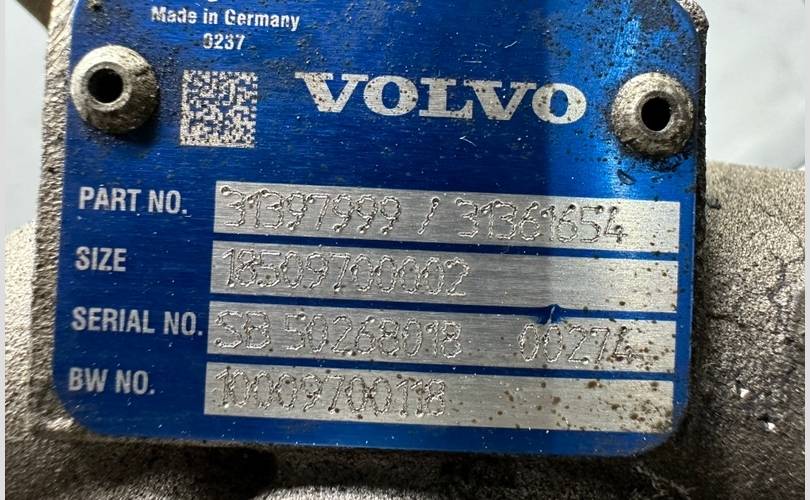 Made in Germany
0237
VOLVO
PART NO. 31397999 / 31361654
SIZE 18509700002
SERIAL NO. SB 50268018 00274
BW NO. 10009700118